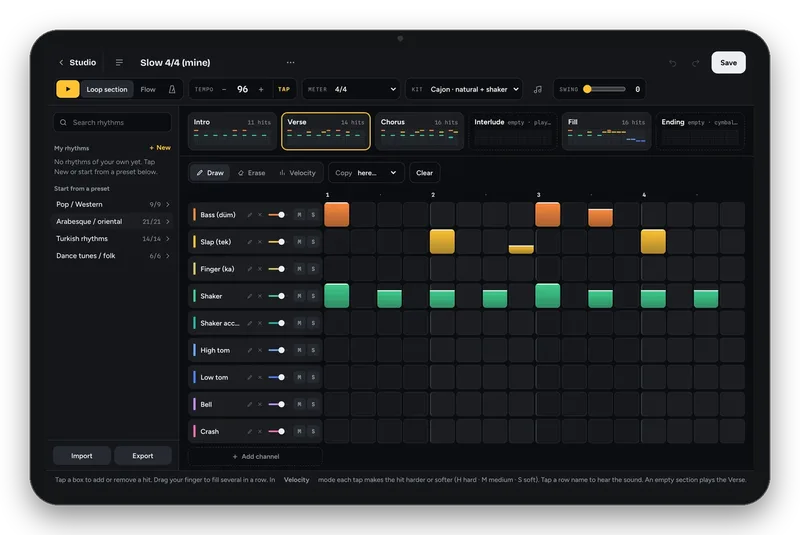 Studio
Slow 4/4 (mine)
Save
Loop section
Flow
TEMPO − 96 + TAP
METER 4/4
KIT Cajon · natural + shaker
SWING 0
Search rhythms
My rhythms
+ New
No rhythms of your own yet. Tap
New or start from a preset below.
Start from a preset
Pop / Western 9/9
Arabesque / oriental 21/21
Turkish rhythms 14/14
Dance tunes / folk 6/6
Import
Export
Intro 11 hits
Verse 14 hits
Chorus 16 hits
Interlude empty · play…
Fill 16 hits
Ending empty · cymbal…
Draw
Erase
Velocity
Copy here...
Clear
1 2 3 4
Bass (düm) M S
Slap (tek) M S
Finger (ka) M S
Shaker M S
Shaker acc… M S
High tom M S
Low tom M S
Bell M S
Crash M S
+ Add channel
Tap a box to add or remove a hit. Drag your finger to fill several in a row. In Velocity mode each tap makes the hit harder or softer (H hard · M medium · S soft). Tap a row name to hear the sound. An empty section plays the Verse.